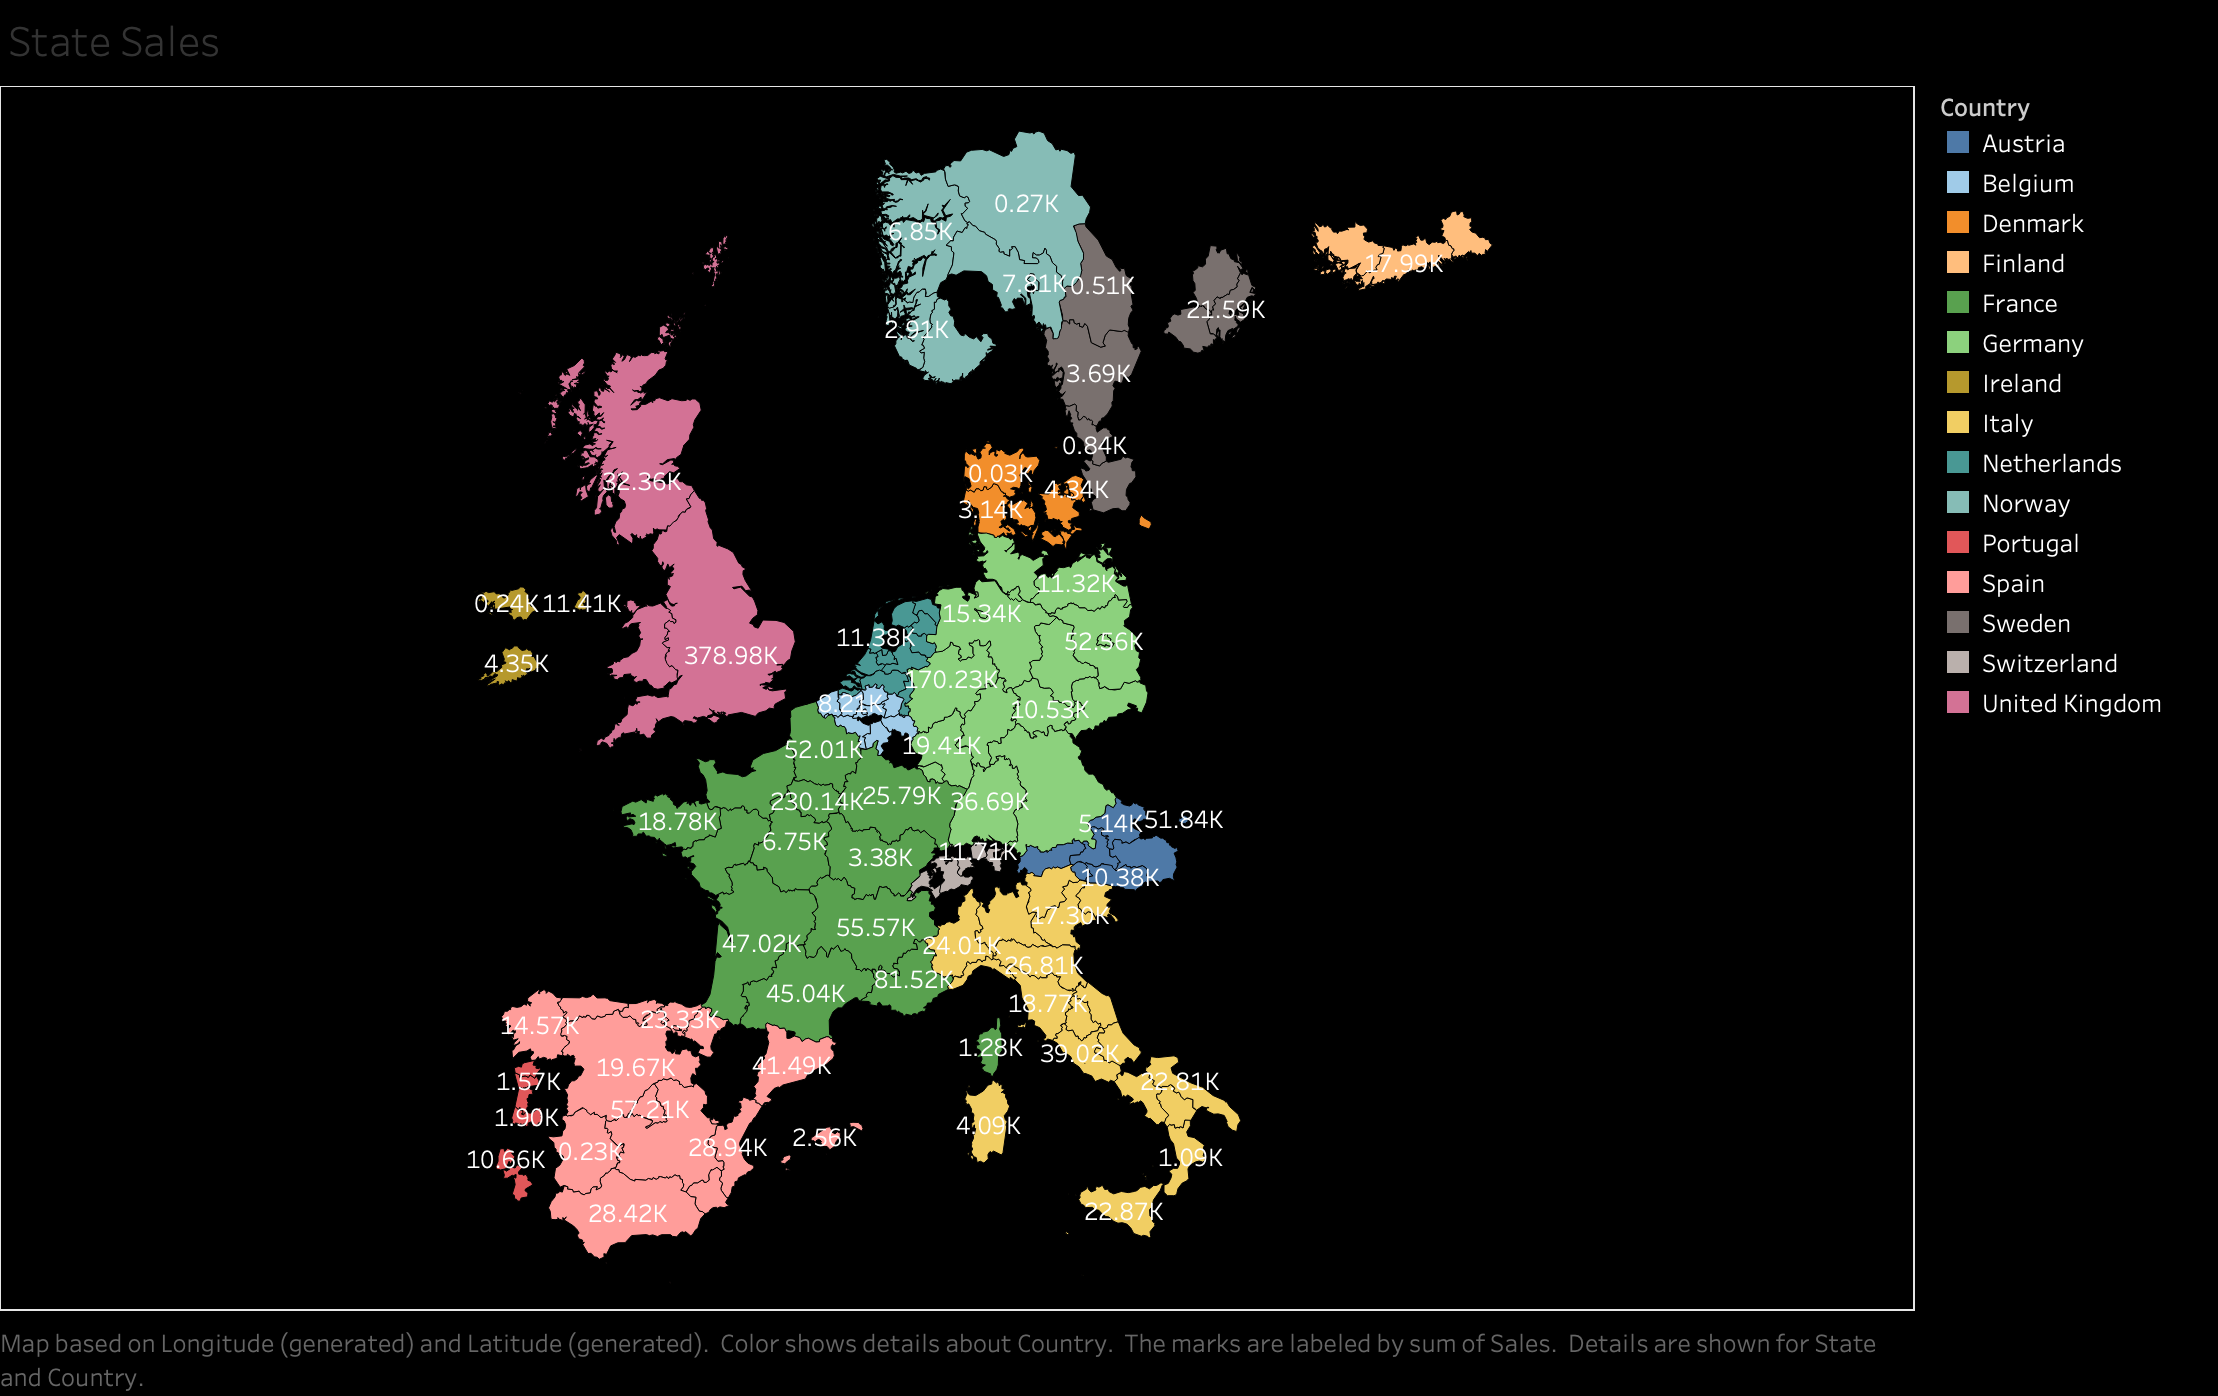 State Sales
Country
Austria
Belgium
Denmark
Finland
France
Germany
Ireland
Italy
Netherlands
Norway
Portugal
Spain
Sweden
Switzerland
United Kingdom
0.27K
6.85K
17.99K
7.81K
0.51K
21.59K
2.91K
3.69K
0.84K
0.03K
4.34K
32.36K
3.14K
11.32K
0.24K
11.41K
15.34K
11.38K
52.56K
378.98K
4.35K
170.23K
8.21K
10.53K
52.01K
19.41K
230.14K
25.79K
36.69K
18.78K
5.14K
51.84K
6.75K
3.38K
11.71K
10.38K
17.30K
55.57K
47.02K
24.01K
26.81K
81.52K
45.04K
18.77K
14.57K
23.33K
1.28K
39.02K
19.67K
41.49K
1.57K
22.81K
57.21K
1.90K
4.09K
2.56K
28.94K
0.23K
10.66K
1.09K
28.42K
22.87K
Map based on Longitude (generated) and Latitude (generated).  Color shows details about Country.  The marks are labeled by sum of Sales.  Details are shown for State
and Country.